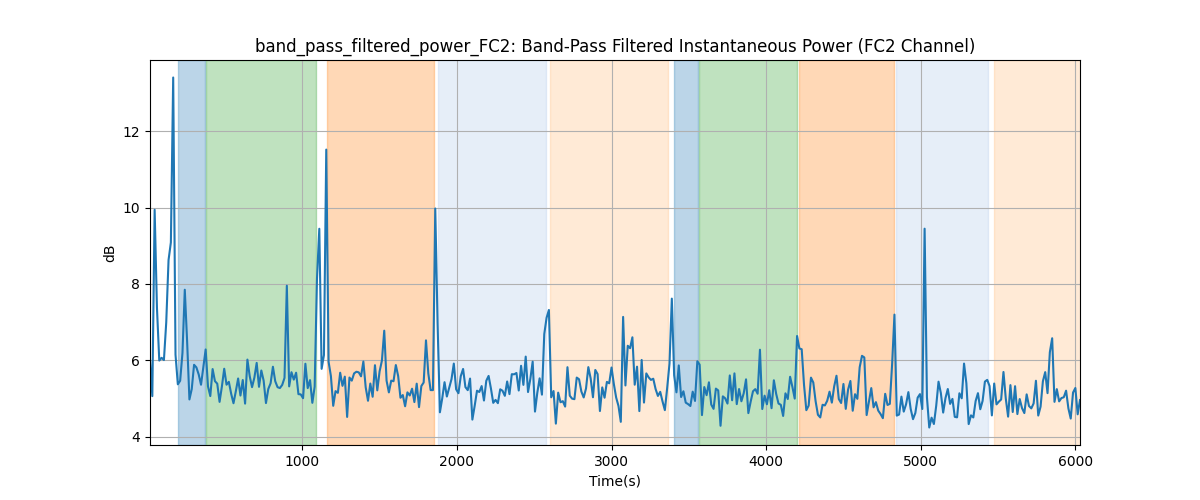 band_pass_filtered_power_FC2: Band-Pass Filtered Instantaneous Power (FC2 Channel)
dB
12
10
8
6
4
1000 2000 3000 4000 5000 6000
Time(s)